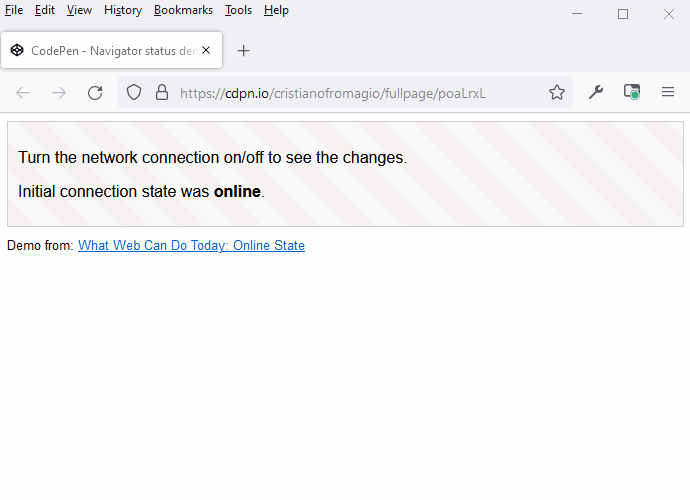 File Edit View History Bookmarks Tools Help
CodePen - Navigator status den
https://cdpn.io/cristianofromagio/fullpage/poaLrxL
Turn the network connection on/off to see the changes.
Initial connection state was online.
Demo from: What Web Can Do Today: Online State